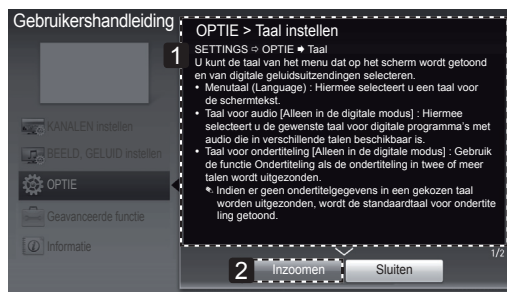 Gebruikershandleiding
KANALEN instellen
BEELD, GELUID instellen
OPTIE
Geavanceerde functie
Informatie
1
OPTIE > Taal instellen
SETTINGS ⇨ OPTIE ➡ Taal
U kunt de taal van het menu dat op het scherm wordt getoond
en van digitale geluidsuitzendingen selecteren.
• Menutaal (Language) : Hiermee selecteert u een taal voor
de schermtekst.
• Taal voor audio [Alleen in de digitale modus] : Hiermee
selecteert u de gewenste taal voor digitale programma's met
audio die in verschillende talen beschikbaar is.
• Taal voor ondertiteling [Alleen in de digitale modus] : Gebruik
de functie Ondertiteling als de ondertiteling in twee of meer
talen wordt uitgezonden.
Indien er geen ondertitelgegevens in een gekozen taal
worden uitgezonden, wordt de standaardtaal voor ondertite
ling getoond.
1/2
2
Inzoomen
Sluiten